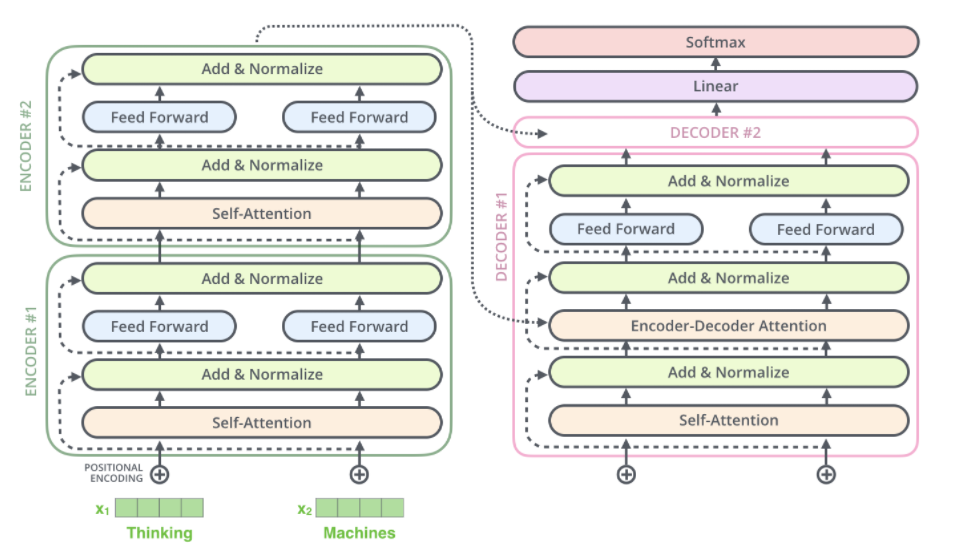 ENCODER #2
Add & Normalize
Feed Forward Feed Forward
Add & Normalize
Self-Attention
ENCODER #1
Add & Normalize
Feed Forward Feed Forward
Add & Normalize
Self-Attention
POSITIONAL
ENCODING
x1 x2
Thinking Machines
Softmax
Linear
DECODER #2
DECODER #1
Add & Normalize
Feed Forward Feed Forward
Add & Normalize
Encoder-Decoder Attention
Add & Normalize
Self-Attention